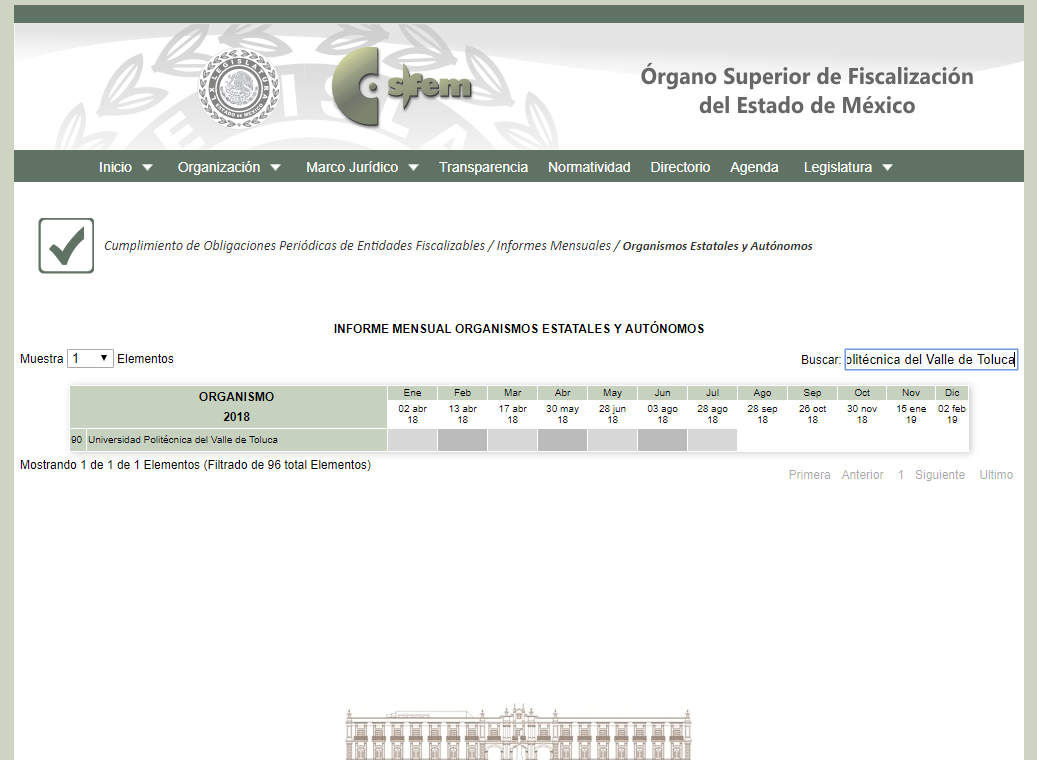 X LEGISLATURA
ESTADO DE MÉXICO
Osfem
Órgano Superior de Fiscalización
del Estado de México
Inicio Organización Marco Jurídico Transparencia Normatividad Directorio Agenda Legislatura
Cumplimiento de Obligaciones Periódicas de Entidades Fiscalizables / Informes Mensuales / Organismos Estatales y Autónomos
INFORME MENSUAL ORGANISMOS ESTATALES Y AUTÓNOMOS
Muestra 1 Elementos
Buscar: olitécnica del Valle de Toluca
ORGANISMO Ene Feb Mar Abr May Jun Jul Ago Sep Oct Nov Dic
2018 02 abr 13 abr 17 abr 30 may 28 jun 03 ago 28 ago 28 sep 26 oct 30 nov 15 ene 02 feb
18 18 18 18 18 18 18 18 18 18 19 19
90 Universidad Politécnica del Valle de Toluca
Mostrando 1 de 1 de 1 Elementos (Filtrado de 96 total Elementos)
Primera Anterior 1 Siguiente Ultimo